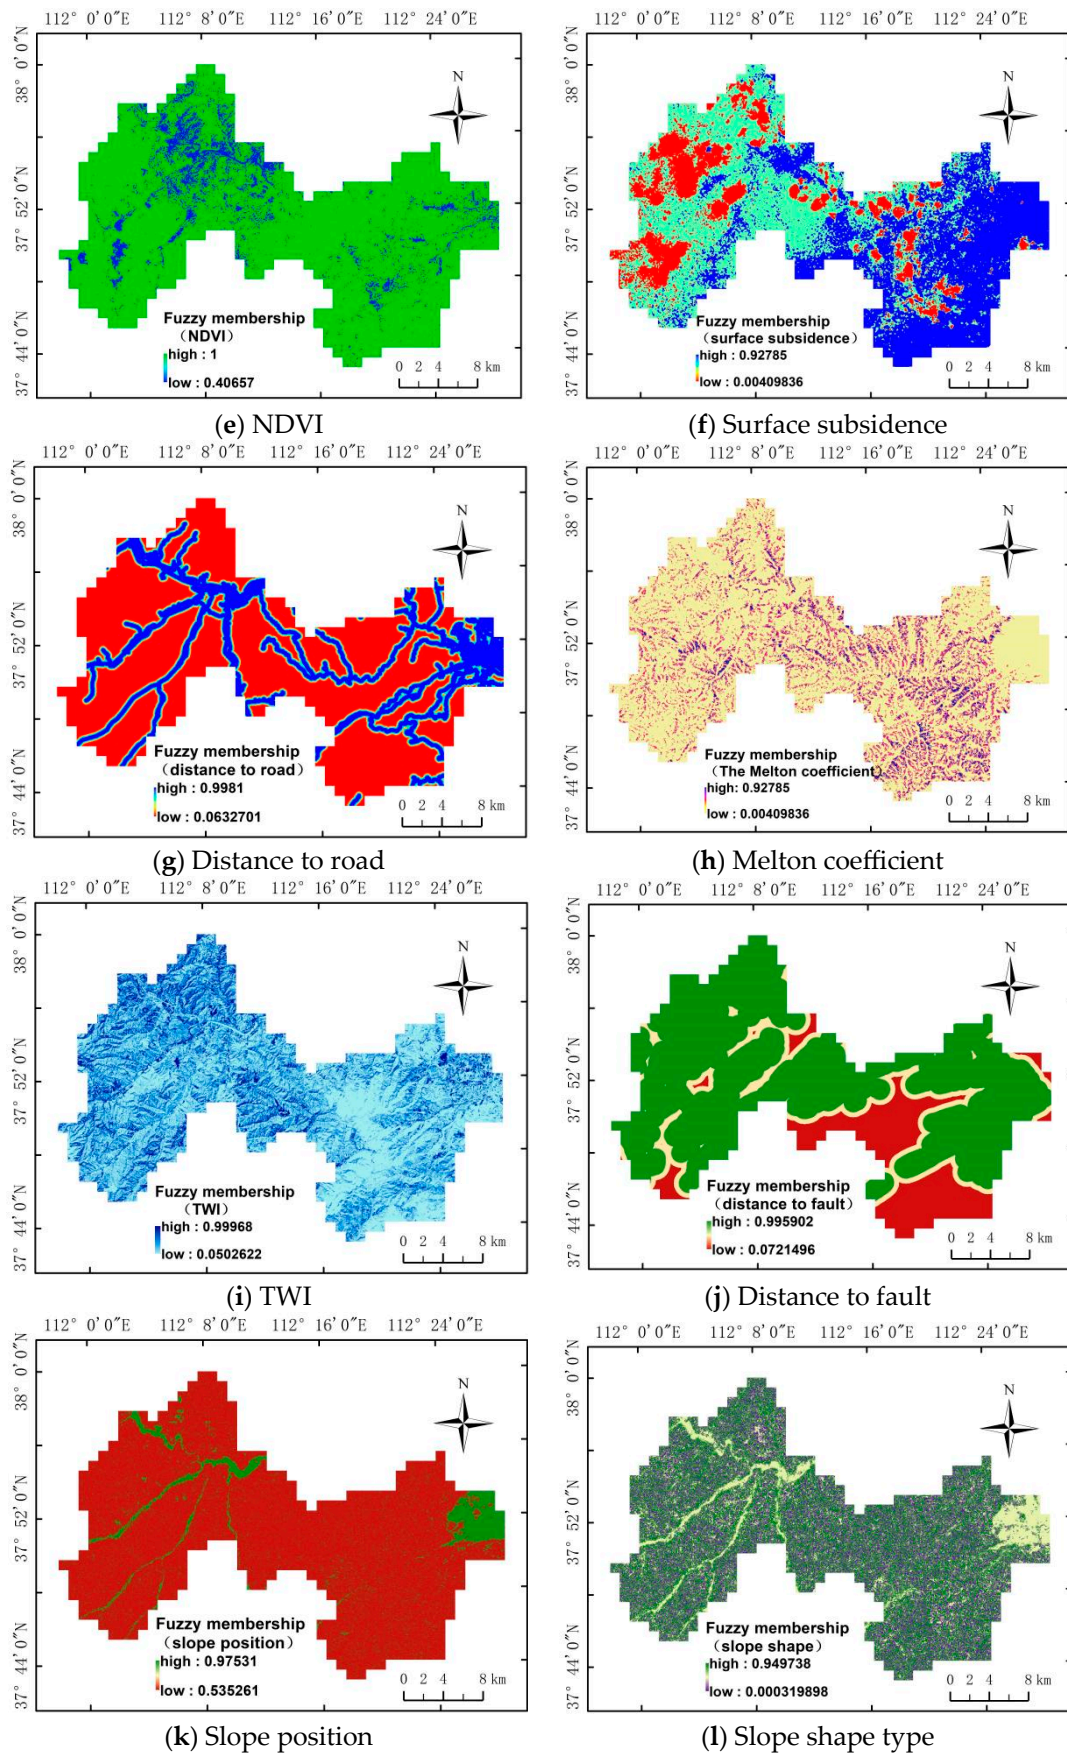 112° 0′ 0″E 112° 8′ 0″E 112° 16′ 0″E 112° 24′ 0″E
38° 0′ 0″N
37° 52′ 0″N
37° 44′ 0″N
N
Fuzzy membership
（NDVI）
high : 1
low : 0.40657
0 2 4 8 km
(e) NDVI
112° 0′ 0″E 112° 8′ 0″E 112° 16′ 0″E 112° 24′ 0″E
38° 0′ 0″N
37° 52′ 0″N
37° 44′ 0″N
N
Fuzzy membership
（surface subsidence）
high : 0.92785
low : 0.00409836
0 2 4 8 km
(f) Surface subsidence
112° 0′ 0″E 112° 8′ 0″E 112° 16′ 0″E 112° 24′ 0″E
38° 0′ 0″N
37° 52′ 0″N
37° 44′ 0″N
N
Fuzzy membership
（distance to road）
high : 0.9981
low : 0.0632701
0 2 4 8 km
(g) Distance to road
112° 0′ 0″E 112° 8′ 0″E 112° 16′ 0″E 112° 24′ 0″E
38° 0′ 0″N
37° 52′ 0″N
37° 44′ 0″N
N
Fuzzy membership
（The Melton coefficient）
high: 0.92785
low : 0.00409836
0 2 4 8 km
(h) Melton coefficient
112° 0′ 0″E 112° 8′ 0″E 112° 16′ 0″E 112° 24′ 0″E
38° 0′ 0″N
37° 52′ 0″N
37° 44′ 0″N
N
Fuzzy membership
（TWI）
high : 0.99968
low : 0.0502622
0 2 4 8 km
(i) TWI
112° 0′ 0″E 112° 8′ 0″E 112° 16′ 0″E 112° 24′ 0″E
38° 0′ 0″N
37° 52′ 0″N
37° 44′ 0″N
N
Fuzzy membership
（distance to fault）
high : 0.995902
low : 0.0721496
0 2 4 8 km
(j) Distance to fault
112° 0′ 0″E 112° 8′ 0″E 112° 16′ 0″E 112° 24′ 0″E
38° 0′ 0″N
37° 52′ 0″N
37° 44′ 0″N
N
Fuzzy membership
（slope position）
high : 0.97531
low : 0.535261
0 2 4 8 km
(k) Slope position
112° 0′ 0″E 112° 8′ 0″E 112° 16′ 0″E 112° 24′ 0″E
38° 0′ 0″N
37° 52′ 0″N
37° 44′ 0″N
N
Fuzzy membership
（slope shape）
high : 0.949738
low : 0.000319898
0 2 4 8 km
(l) Slope shape type